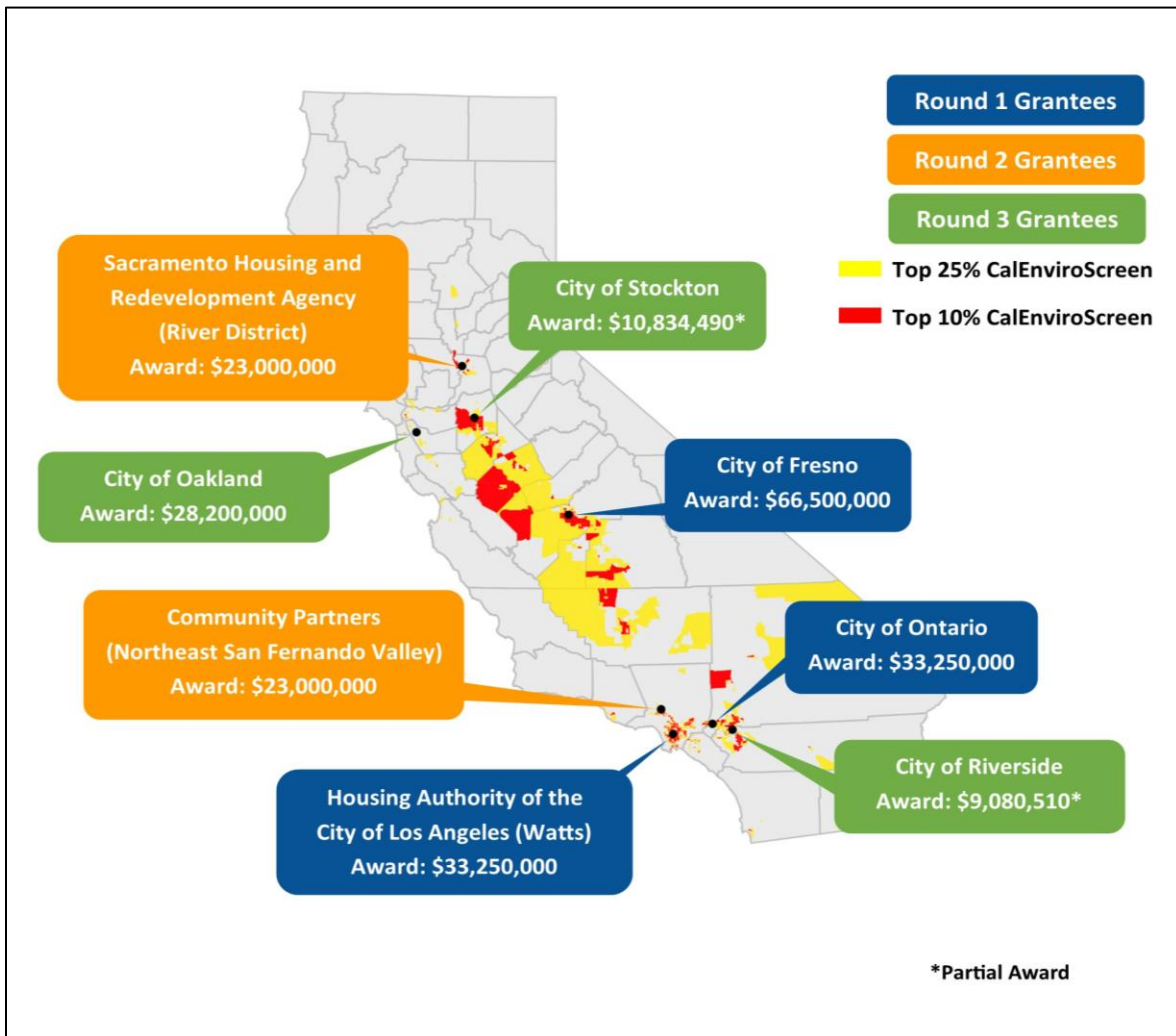 Round 1 Grantees
Round 2 Grantees
Round 3 Grantees
Top 25% CalEnviroScreen
Top 10% CalEnviroScreen
Sacramento Housing and
Redevelopment Agency
(River District)
Award: $23,000,000
City of Stockton
Award: $10,834,490*
City of Oakland
Award: $28,200,000
City of Fresno
Award: $66,500,000
Community Partners
(Northeast San Fernando Valley)
Award: $23,000,000
City of Ontario
Award: $33,250,000
Housing Authority of the
City of Los Angeles (Watts)
Award: $33,250,000
City of Riverside
Award: $9,080,510*
*Partial Award